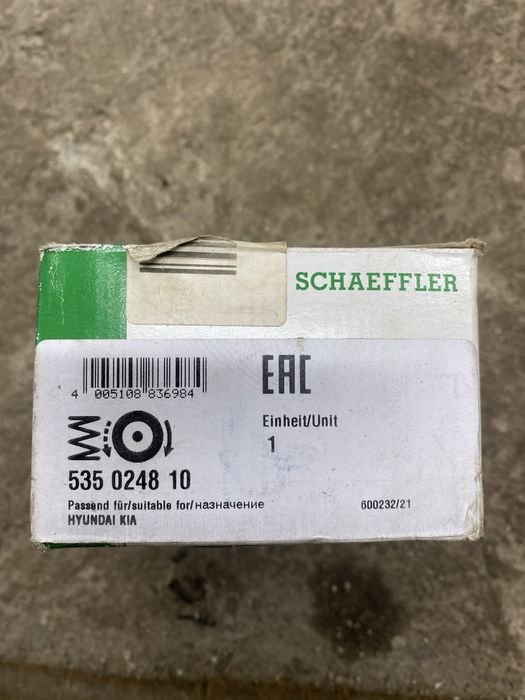 SCHAEFFLER
4 005108 836984
EAC
Einheit/Unit
1
535 0248 10
Passend für/suitable for/назначение
600232/21
HYUNDAI KIA